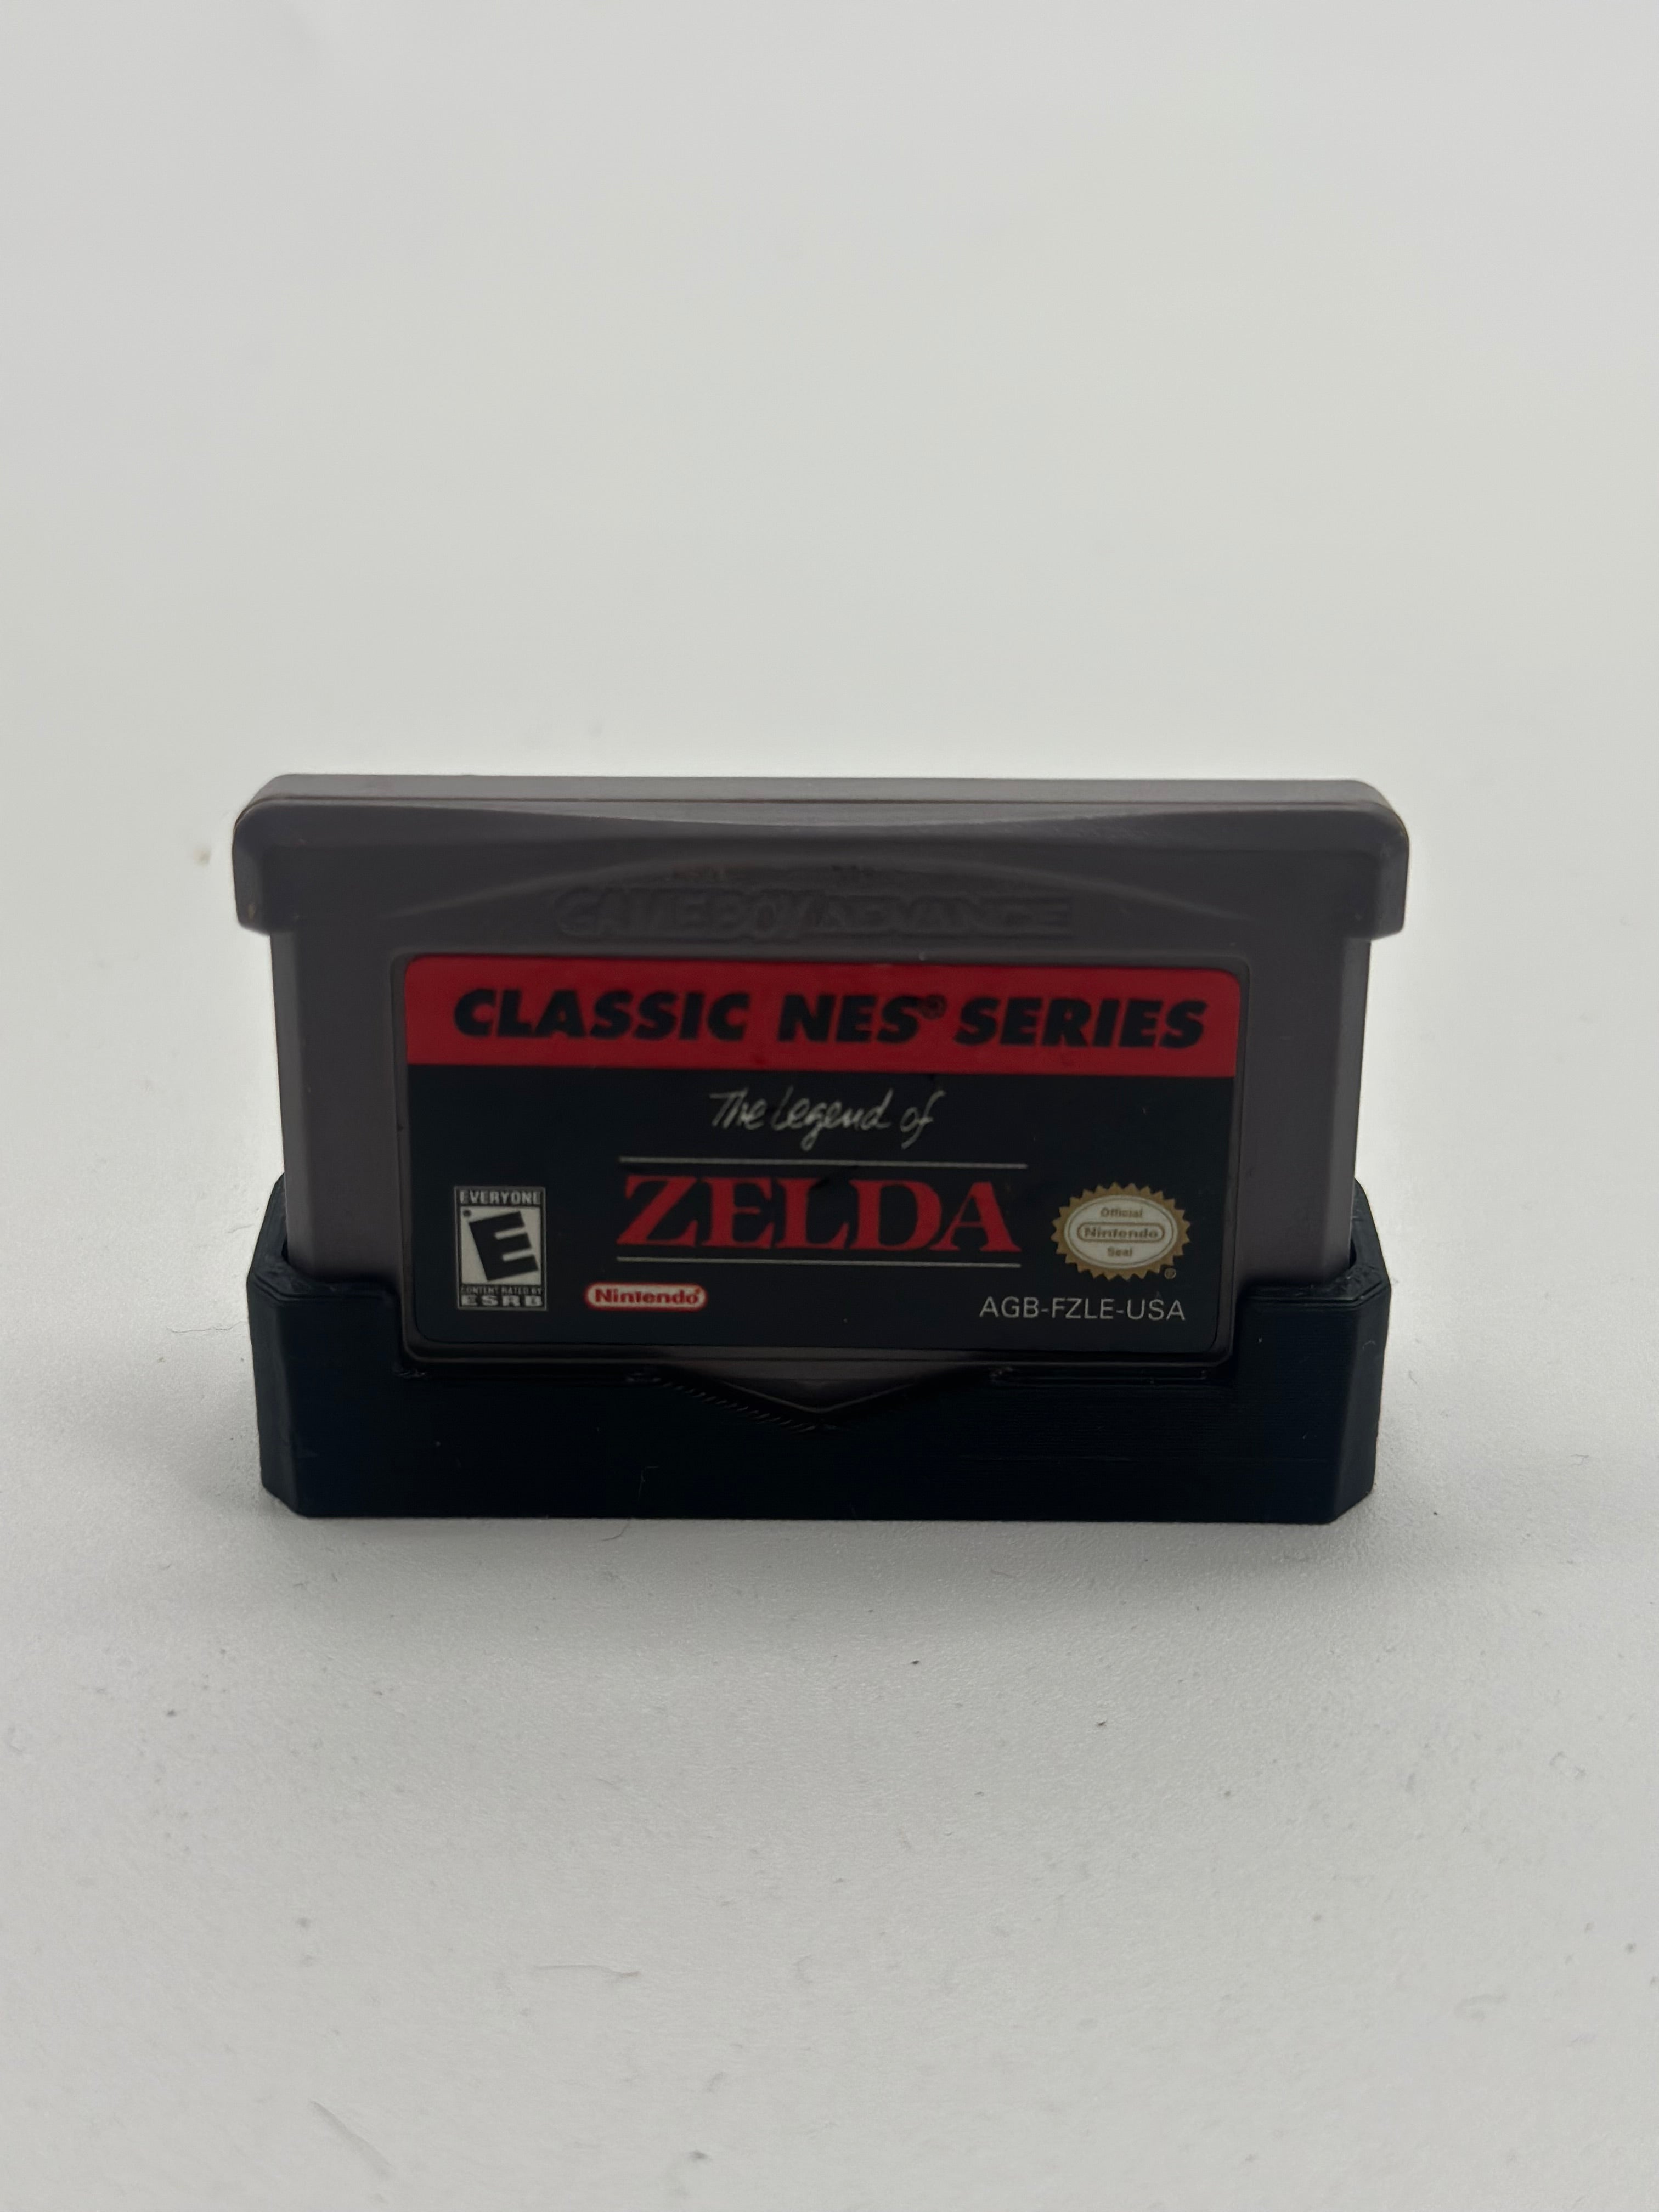 GAME BOY ADVANCE
CLASSIC NES® SERIES
The Legend of
ZELDA
EVERYONE
E
CONTENT RATED BY
ESRB
Nintendo®
Official
Nintendo
Seal
®
AGB-FZLE-USA